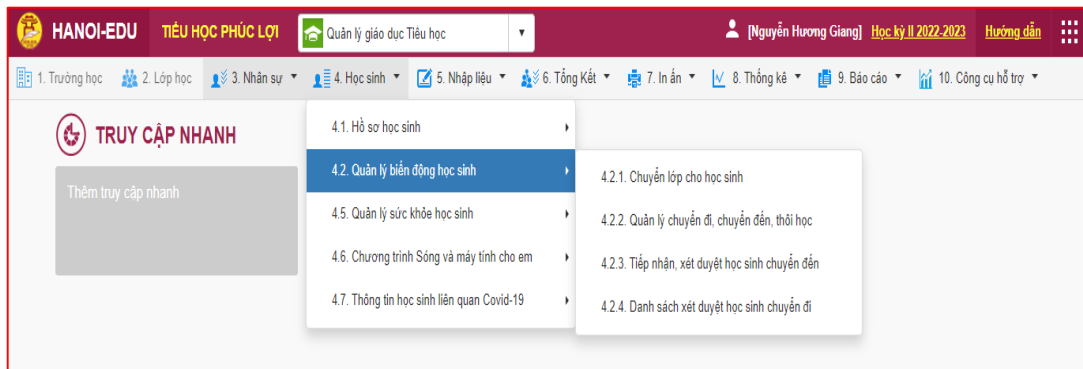 HANOI-EDU TIỂU HỌC PHÚC LỢI Quản lý giáo dục Tiểu học [Nguyễn Hương Giang] Học kỳ II 2022-2023 Hướng dẫn
1. Trường học 2. Lớp học 3. Nhân sự 4. Học sinh 5. Nhập liệu 6. Tổng Kết 7. In ấn 8. Thống kê 9. Báo cáo 10. Công cụ hỗ trợ
TRUY CẬP NHANH
Thêm truy cập nhanh
4.1. Hồ sơ học sinh
4.2. Quản lý biến động học sinh
4.5. Quản lý sức khỏe học sinh
4.6. Chương trình Sóng và máy tính cho em
4.7. Thông tin học sinh liên quan Covid-19
4.2.1. Chuyển lớp cho học sinh
4.2.2. Quản lý chuyển đi, chuyển đến, thôi học
4.2.3. Tiếp nhận, xét duyệt học sinh chuyển đến
4.2.4. Danh sách xét duyệt học sinh chuyển đi